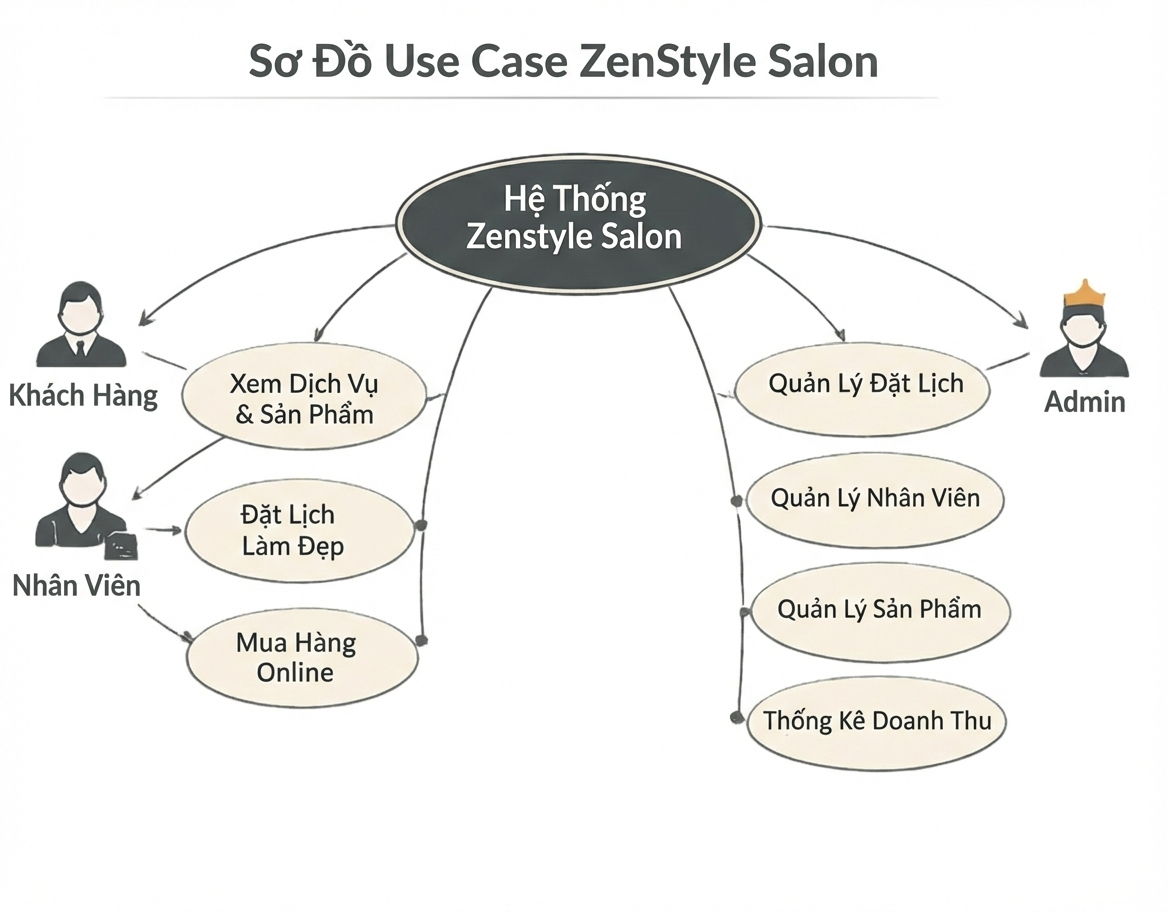 Sơ Đồ Use Case ZenStyle Salon
Hệ Thống
Zenstyle Salon
Khách Hàng
Xem Dịch Vụ
& Sản Phẩm
Quản Lý Đặt Lịch
Admin
Nhân Viên
Đặt Lịch
Làm Đẹp
Quản Lý Nhân Viên
Mua Hàng
Online
Quản Lý Sản Phẩm
Thống Kê Doanh Thu